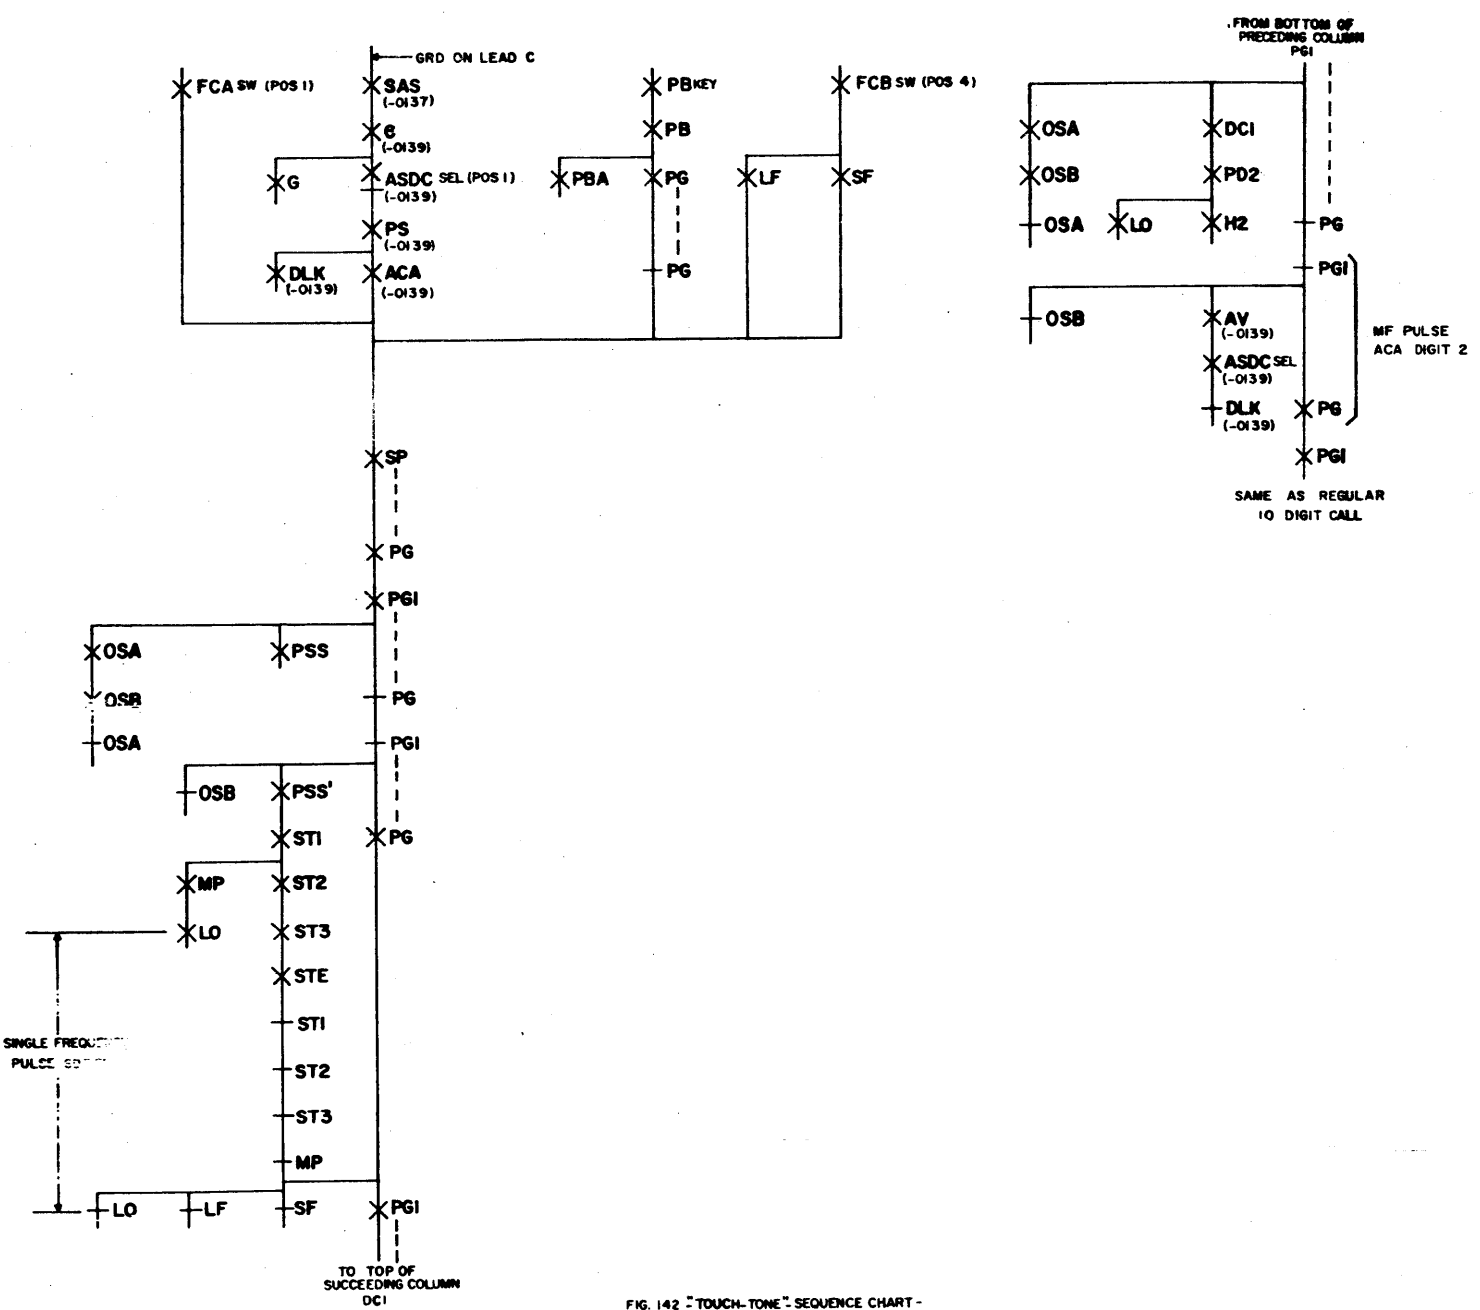 GRD ON LEAD C
FCA SW (POS 1)
SAS
(-0137)
PB KEY
FCB SW (POS 4)
C
(-0139)
PB
G
ASDC SEL (POS 1)
(-0139)
PBA
PG
LF
SF
PS
(-0139)
DLK
(-0139)
ACA
(-0139)
PG
SP
PG
PG1
OSA
PSS
OSB
PG
OSA
PG1
OSB
PSS'
ST1
PG
MP
ST2
LO
ST3
STE
ST1
SINGLE
PULSE
ST2
ST3
MP
LO
LF
SF
PG1
TO TOP OF
SUCCEEDING COLUMN
DC1
FROM BOTTOM OF
PRECEDING COLUMN
PG1
OSA
DC1
OSB
PD2
OSA
LO
H2
PG
PG1
OSB
AV
(-0139)
MF PULSE
ACA DIGIT 2
ASDC SEL
(-0139)
DLK
(-0139)
PG
PG1
SAME AS REGULAR
10 DIGIT CALL
FIG. 142 - "TOUCH-TONE" - SEQUENCE CHART -